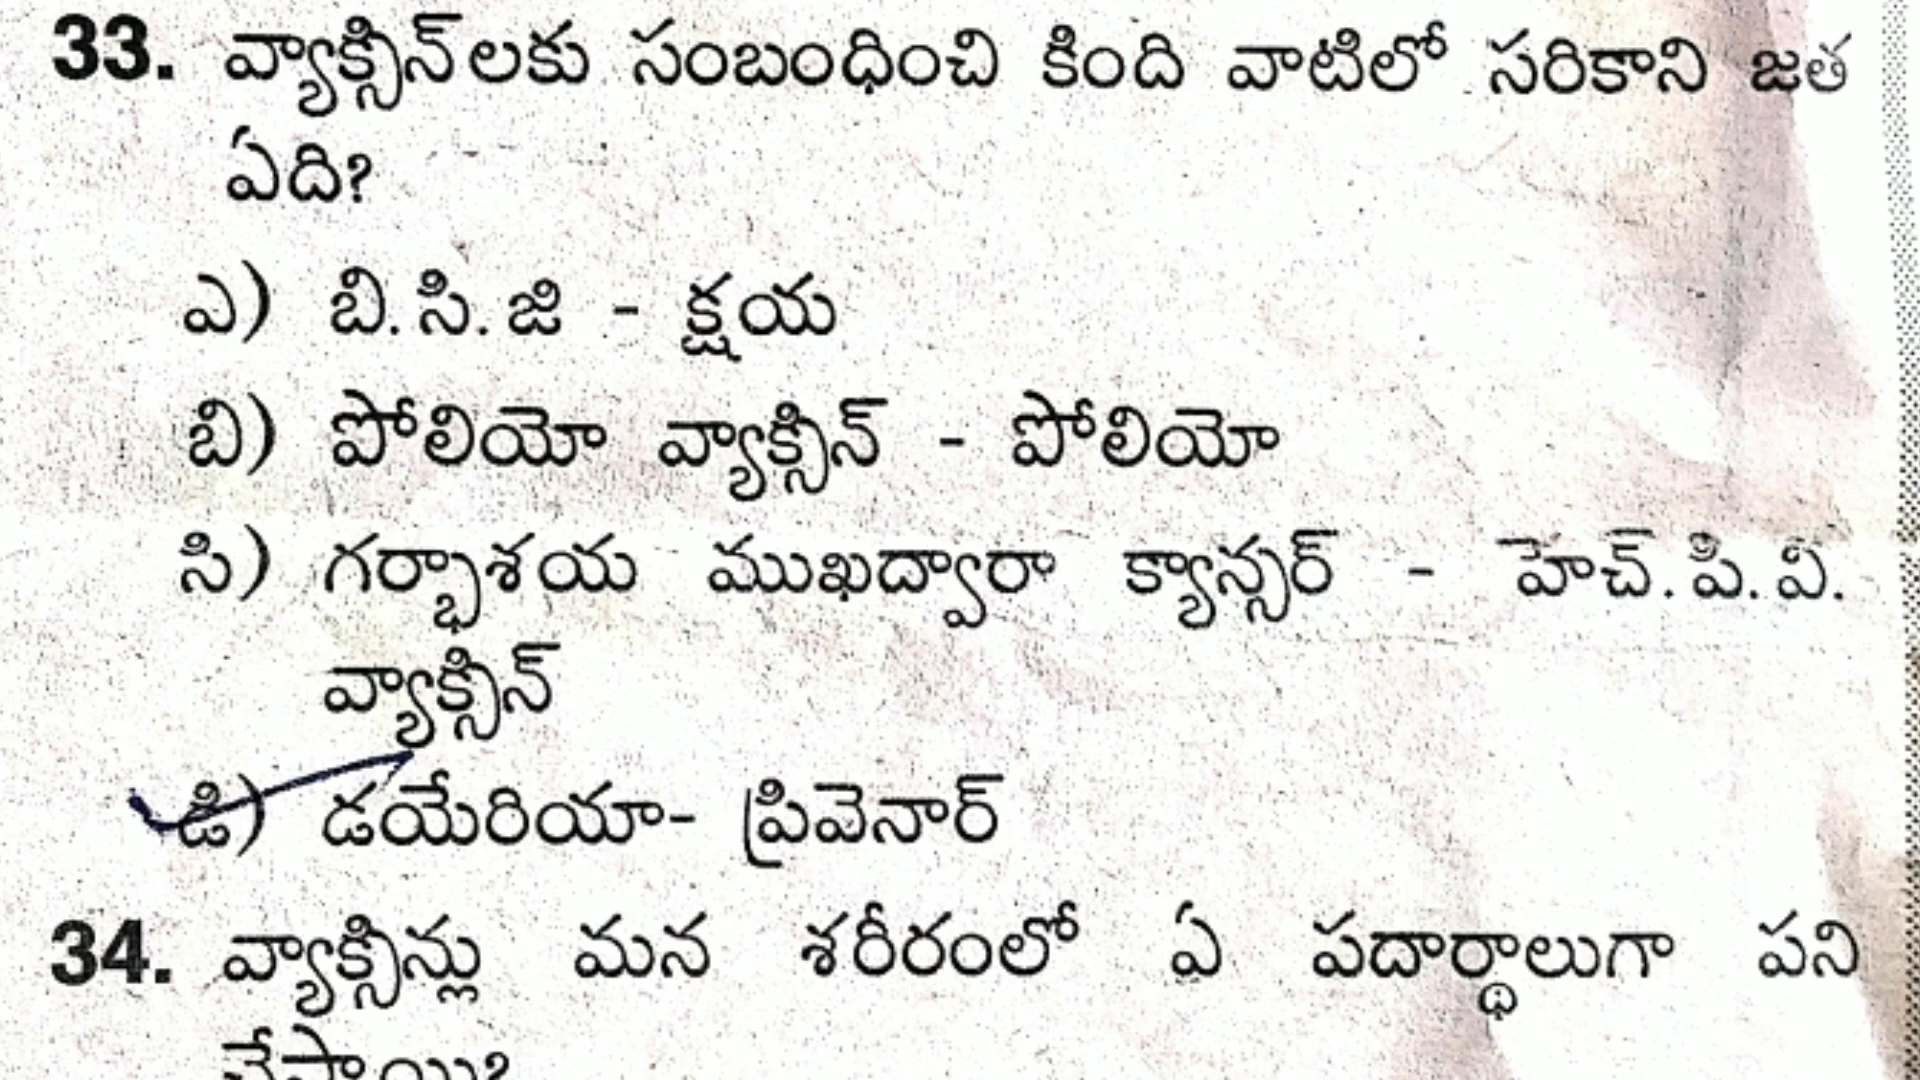 33. వ్యాక్సిన్‌లకు సంబంధించి కింది వాటిలో సరికాని జత
ఏది?
ఎ) బి.సి.జి - క్షయ
బి) పోలియో వ్యాక్సిన్ - పోలియో
సి) గర్భాశయ ముఖద్వారా క్యాన్సర్ - హెచ్.పి.వి.
వ్యాక్సిన్
డి) డయేరియా- ప్రివెనార్
34. వ్యాక్సిన్లు మన శరీరంలో ఏ పదార్థాలుగా పని
చేస్తాయి?